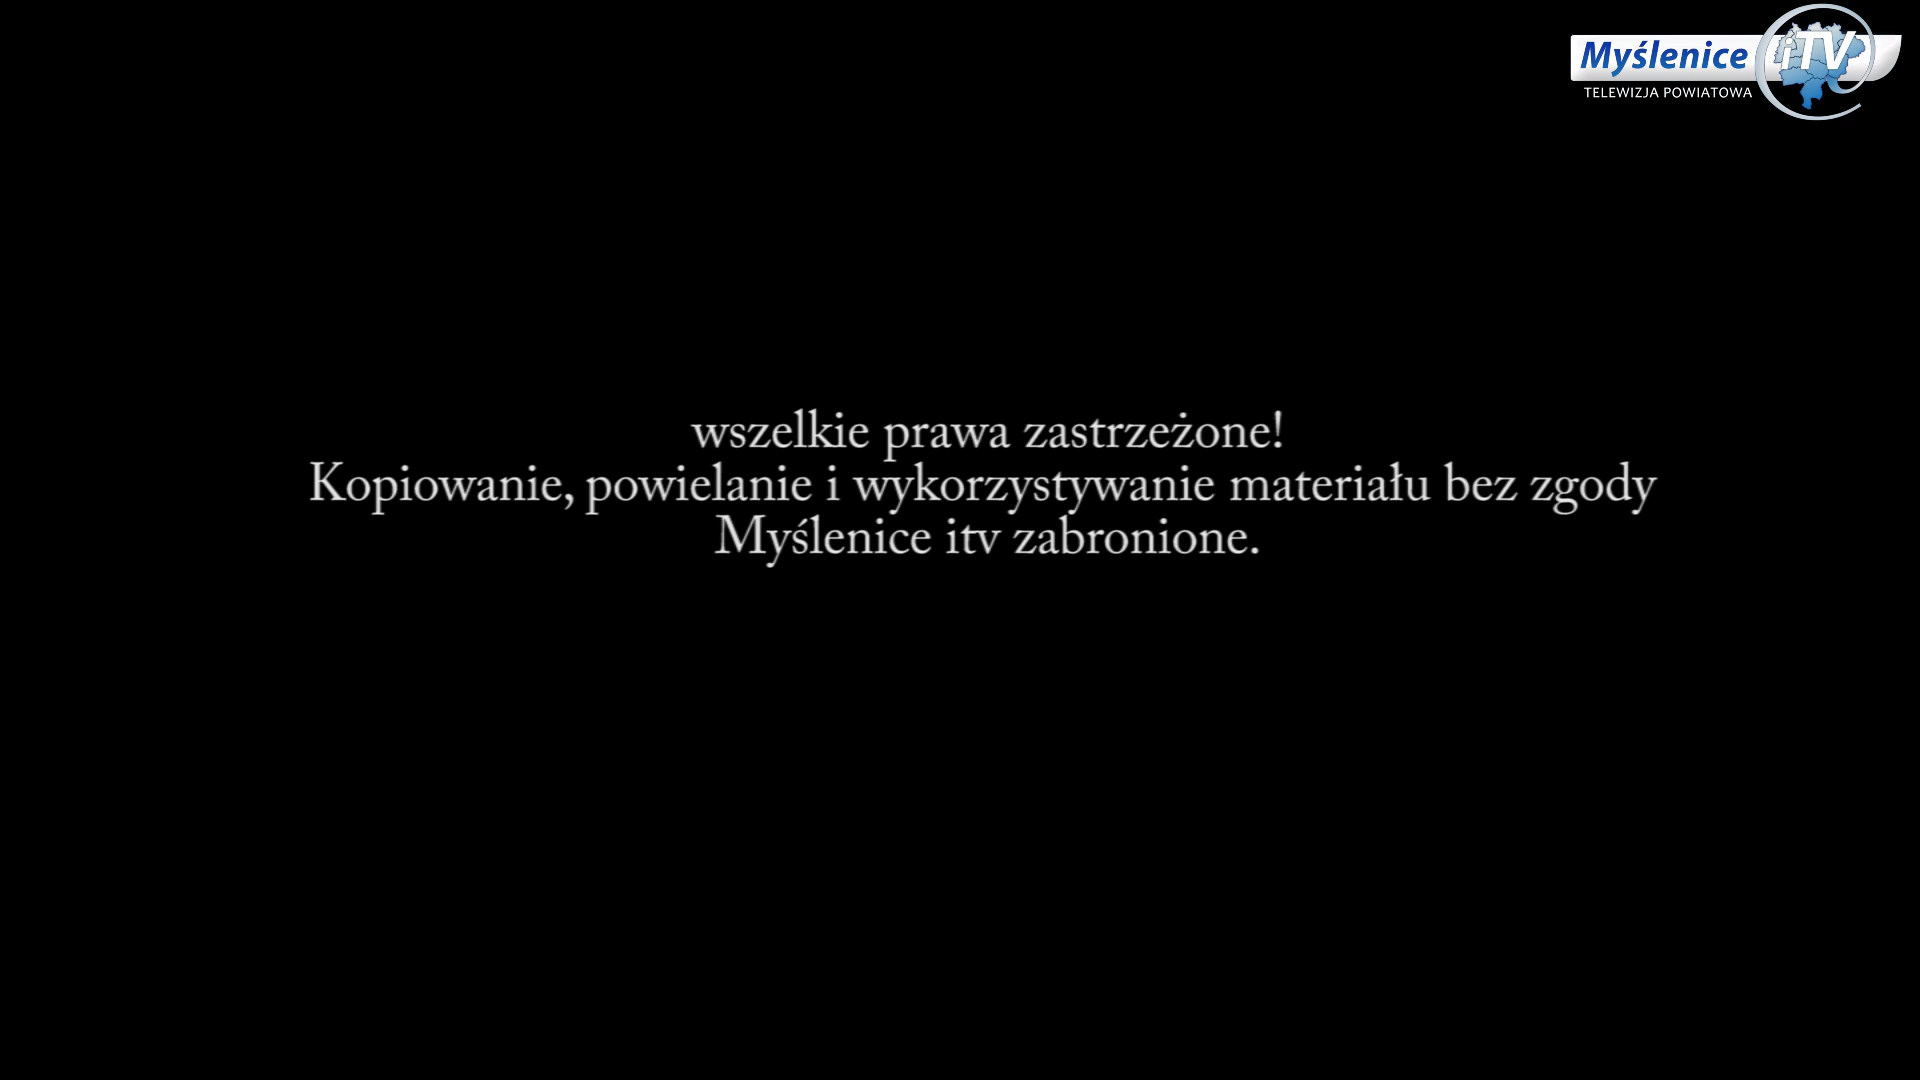 Myślenice iTV
TELEWIZJA POWIATOWA
wszelkie prawa zastrzeżone!
Kopiowanie, powielanie i wykorzystywanie materiału bez zgody
Myślenice itv zabronione.